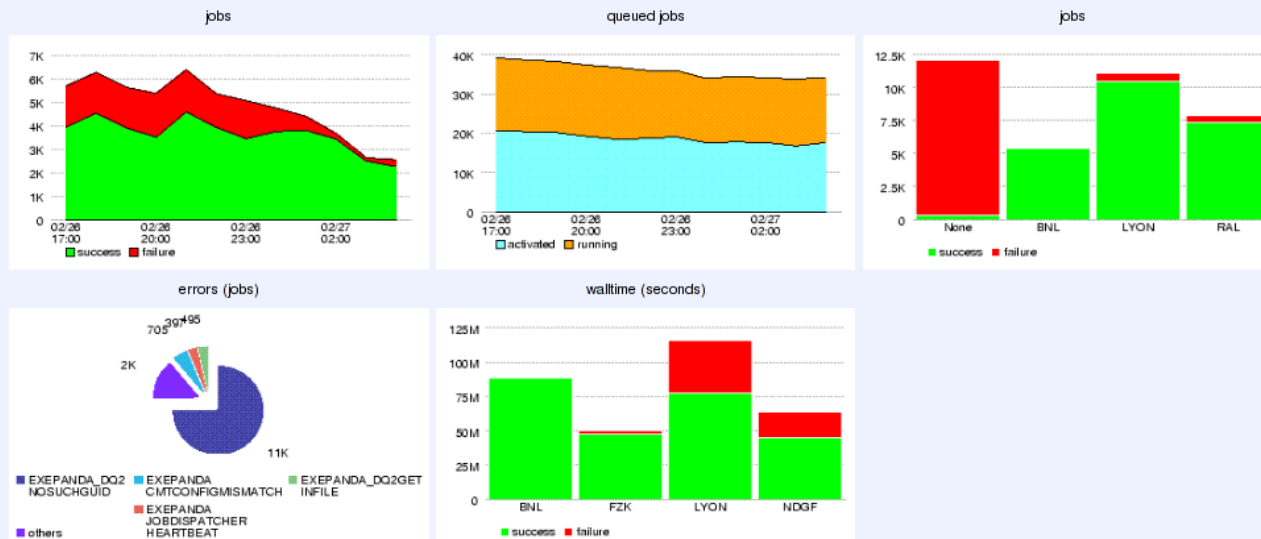 jobs
7K
6K
5K
4K
3K
2K
1K
0
02/26 02/26 02/26 02/27
17:00 20:00 23:00 02:00
success failure
queued jobs
40K
30K
20K
10K
0
02/26 02/26 02/26 02/27
17:00 20:00 23:00 02:00
activated running
jobs
12.5K
10K
7.5K
5K
2.5K
0
None BNL LYON RAL
success failure
errors (jobs)
705 397 495
2K
11K
EXEPANDA_DQ2 EXEPANDA EXEPANDA_DQ2GET
NOSUCHGUID CMTCONFIGMISMATCH INFILE
EXEPANDA
JOBDISPATCHER
others HEARTBEAT
walltime (seconds)
125M
100M
75M
50M
25M
0
BNL FZK LYON NDGF
success failure